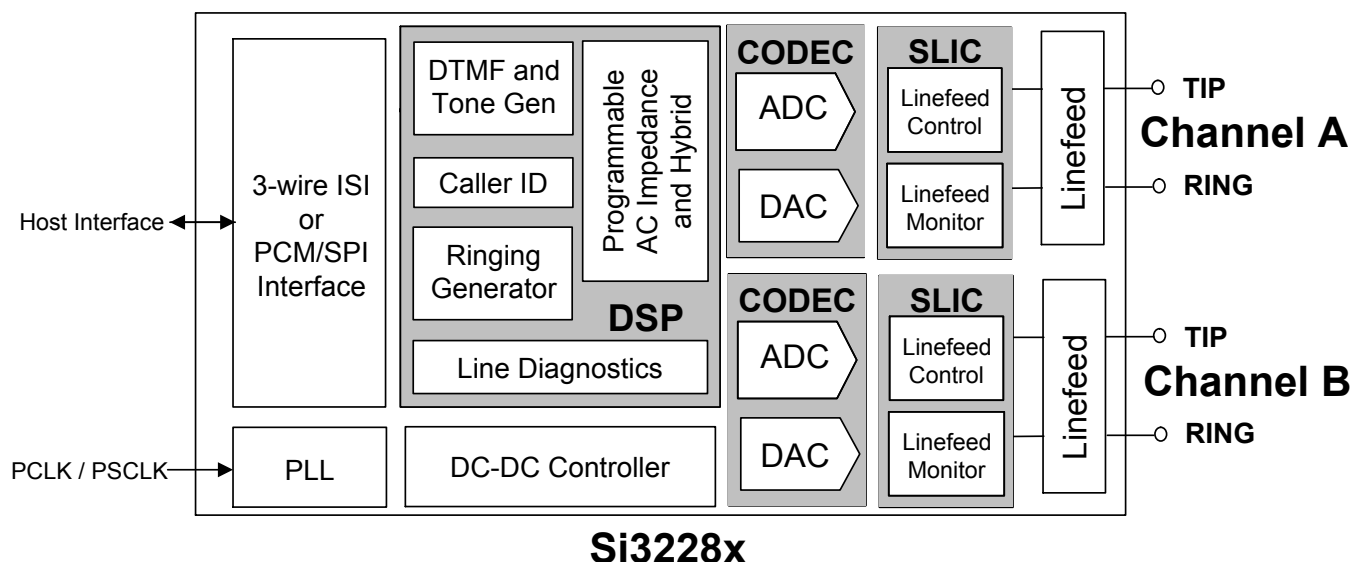 Host Interface
PCLK / PSCLK
3-wire ISI
or
PCM/SPI
Interface
PLL
DTMF and
Tone Gen
Caller ID
Ringing
Generator
Programmable
AC Impedance
and Hybrid
DSP
Line Diagnostics
DC-DC Controller
CODEC
ADC
DAC
SLIC
Linefeed
Control
Linefeed
Monitor
Linefeed
TIP
Channel A
RING
CODEC
ADC
DAC
SLIC
Linefeed
Control
Linefeed
Monitor
Linefeed
TIP
Channel B
RING
Si3228x